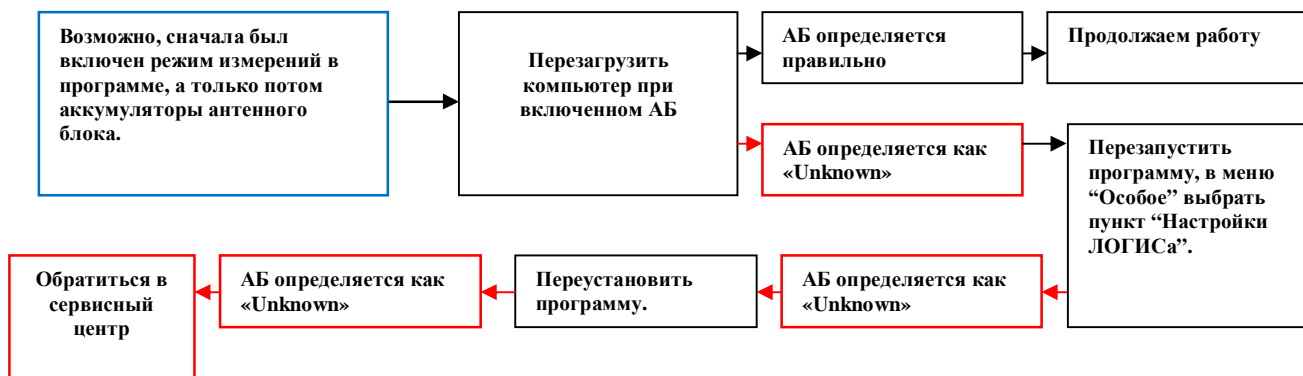 Возможно, сначала был
включен режим измерений в
программе, а только потом
аккумуляторы антенного
блока.
Перезагрузить
компьютер при
включенном АБ
АБ определяется
правильно
Продолжаем работу
АБ определяется как
«Unknown»
Перезапустить
программу, в меню
“Особое” выбрать
пункт “Настройки
ЛОГИСа”.
АБ определяется как
«Unknown»
Переустановить
программу.
АБ определяется как
«Unknown»
Обратиться в
сервисный
центр